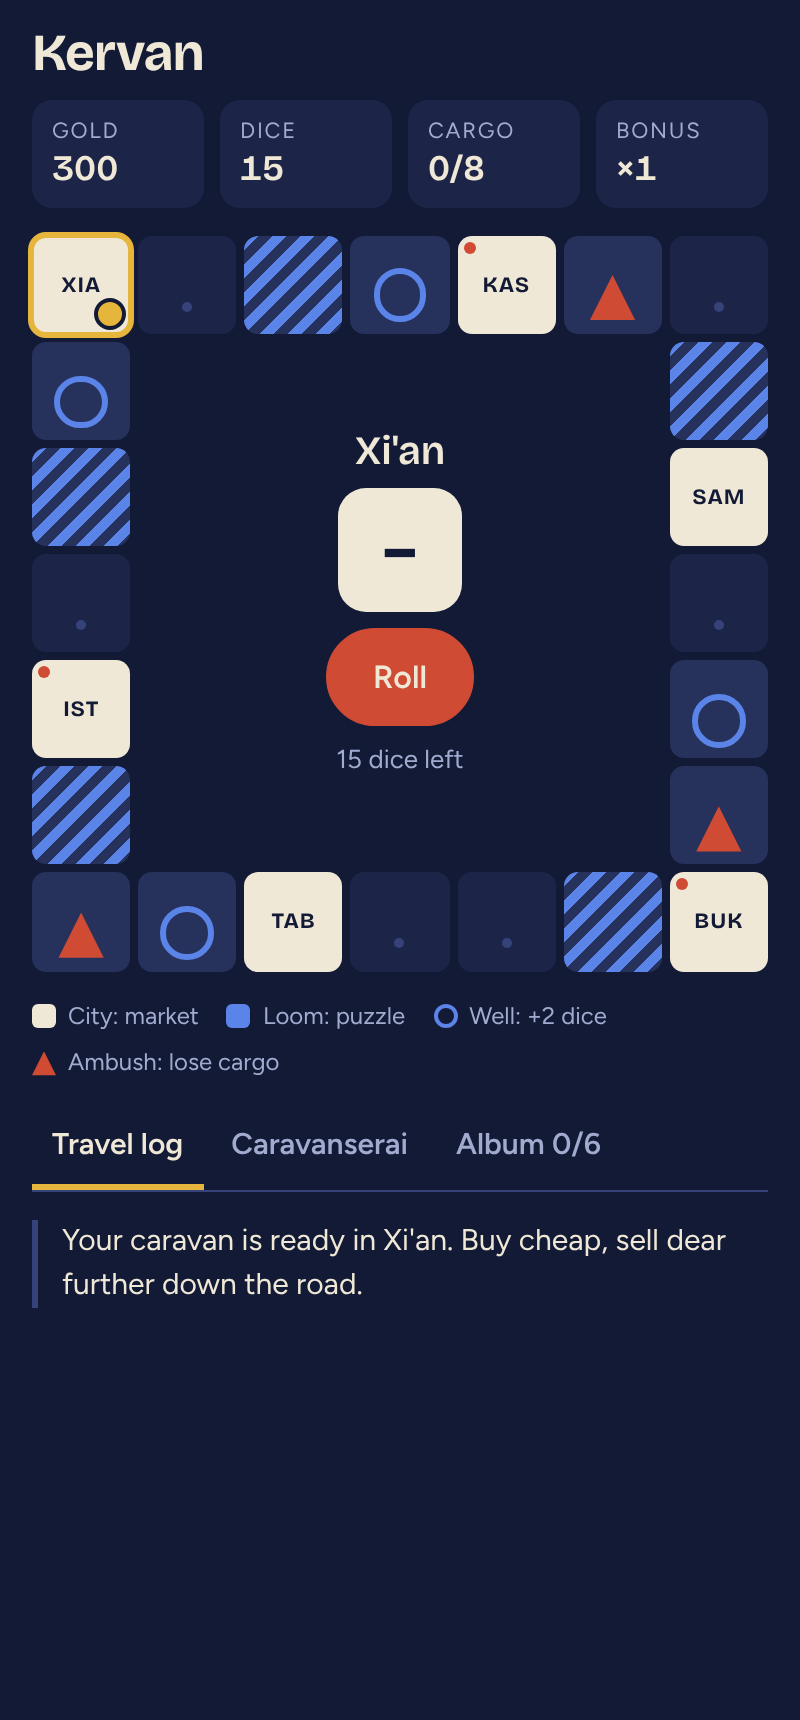 Kervan
GOLD
300
DICE
15
CARGO
0/8
BONUS
×1
XIA
KAS
SAM
IST
TAB
BUK
Xi'an
–
Roll
15 dice left
City: market
Loom: puzzle
Well: +2 dice
Ambush: lose cargo
Travel log
Caravanserai
Album 0/6
Your caravan is ready in Xi'an. Buy cheap, sell dear
further down the road.